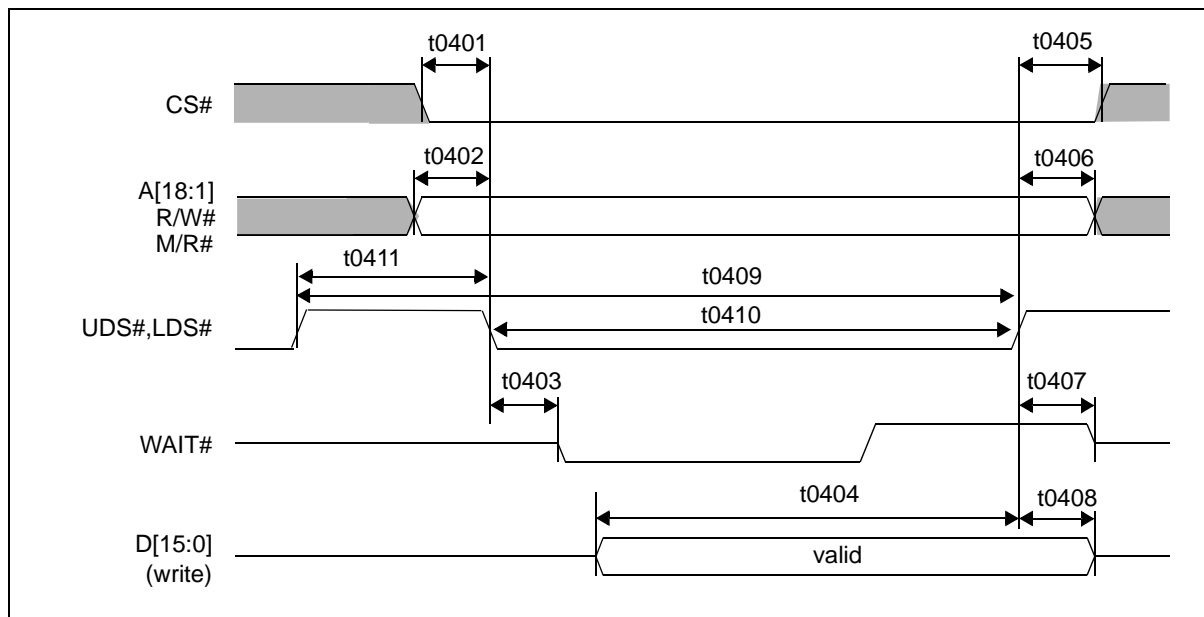 t0401
t0405
CS#
t0402
t0406
A[18:1]
R/W#
M/R#
t0411
t0409
UDS#,LDS#
t0410
t0403
t0407
WAIT#
t0404
t0408
D[15:0]
(write)
valid